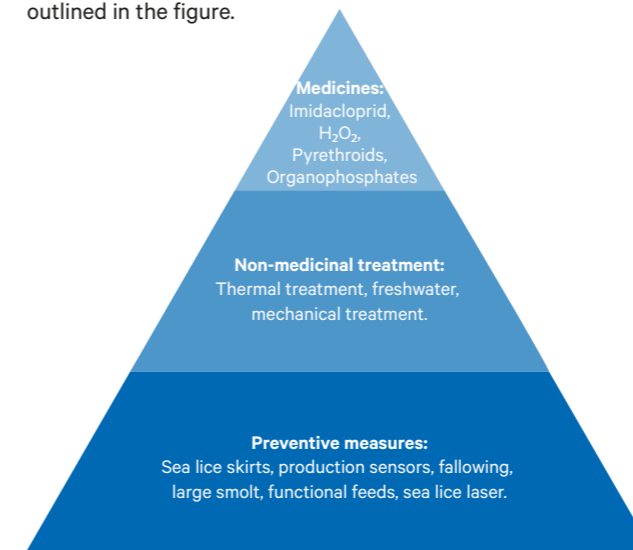 outlined in the figure.
Medicines:
Imidacloprid,
H₂O₂,
Pyrethroids,
Organophosphates
Non-medicinal treatment:
Thermal treatment, freshwater,
mechanical treatment.
Preventive measures:
Sea lice skirts, production sensors, fallowing,
large smolt, functional feeds, sea lice laser.